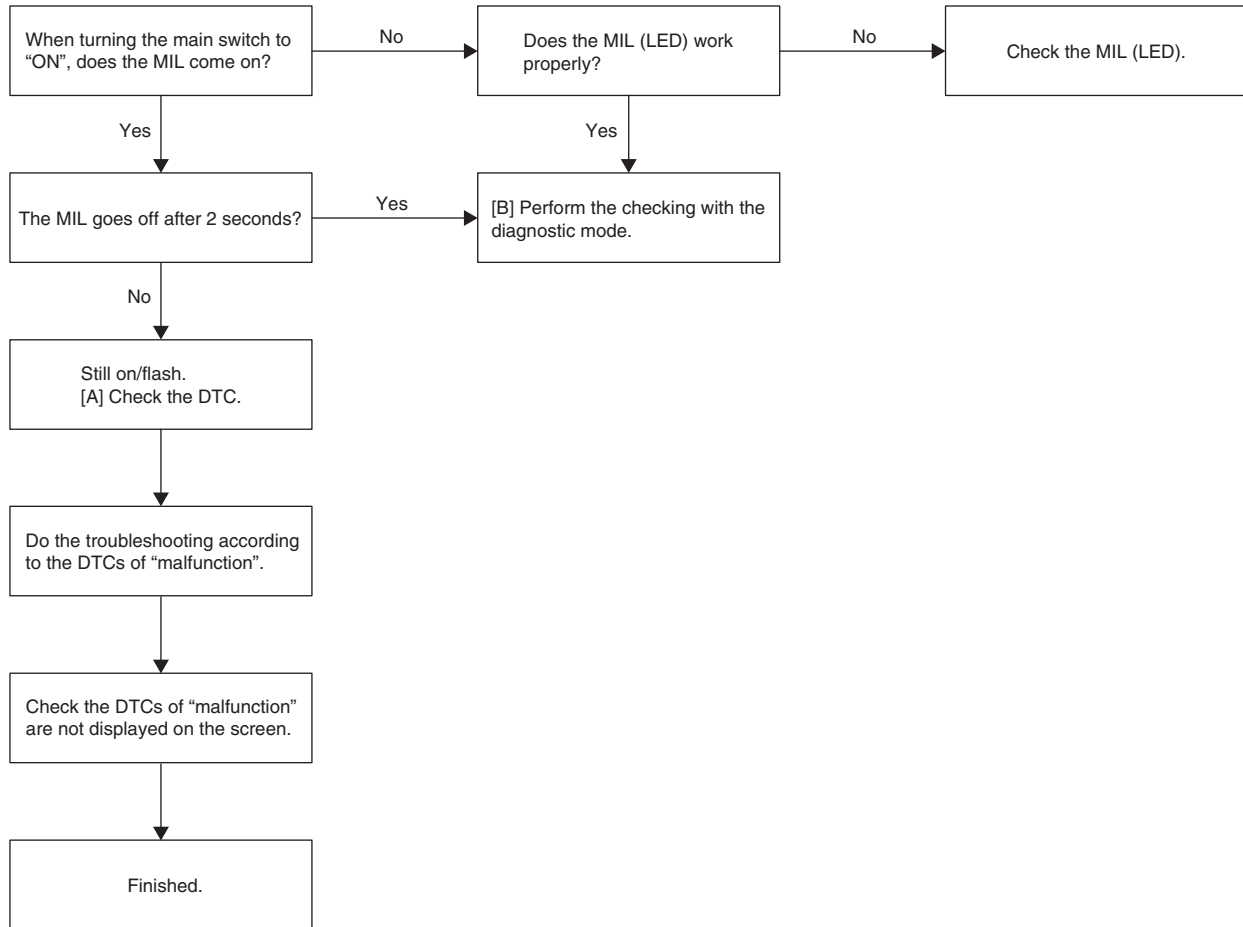 When turning the main switch to
“ON”, does the MIL come on?
No
Does the MIL (LED) work
properly?
No
Check the MIL (LED).
Yes
Yes
The MIL goes off after 2 seconds?
Yes
[B] Perform the checking with the
diagnostic mode.
No
Still on/flash.
[A] Check the DTC.
Do the troubleshooting according
to the DTCs of “malfunction”.
Check the DTCs of “malfunction”
are not displayed on the screen.
Finished.